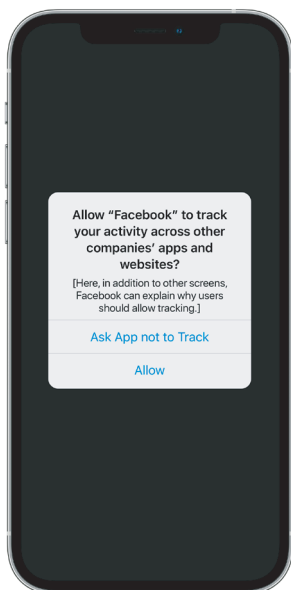 Allow “Facebook” to track
your activity across other
companies’ apps and
websites?
[Here, in addition to other screens,
Facebook can explain why users
should allow tracking.]
Ask App not to Track
Allow